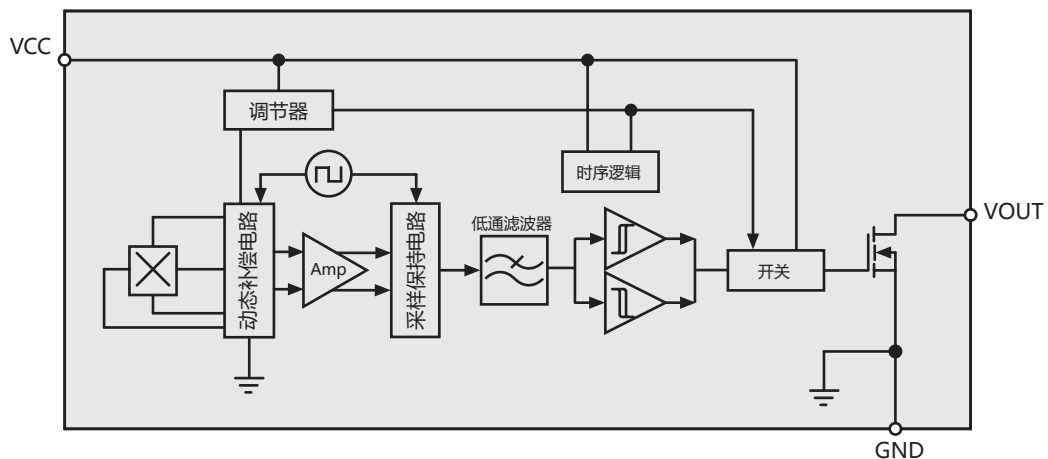 VCC
调节器
时序逻辑
动态补偿电路
Amp
采样保持电路
低通滤波器
开关
VOUT
GND